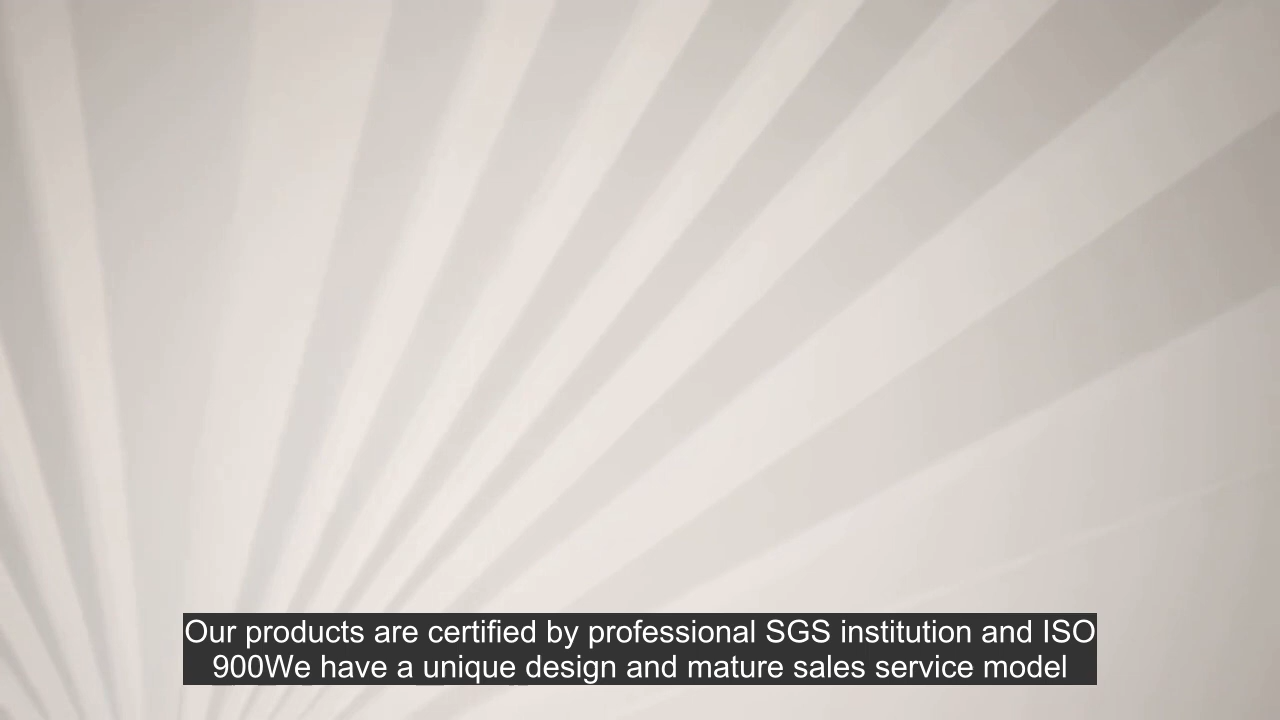 Our products are certified by professional SGS institution and ISO
900We have a unique design and mature sales service model